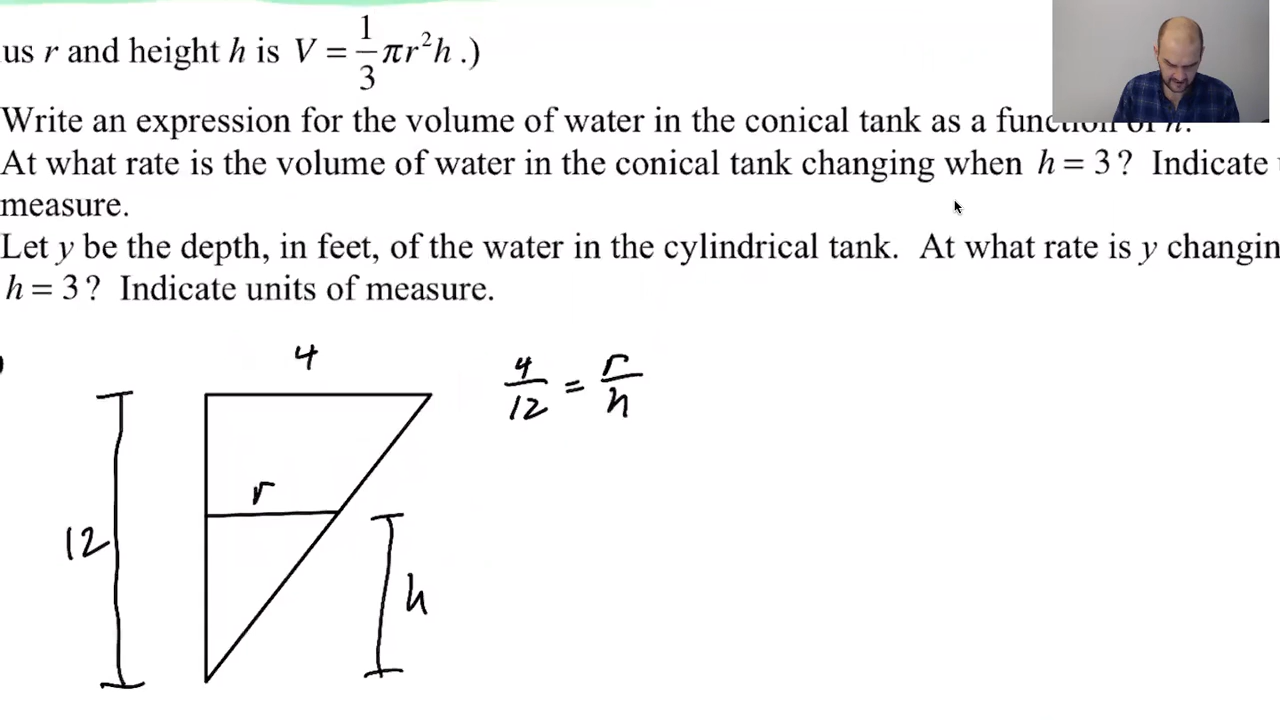 us r and height h is V = 1/3 πr²h .)
Write an expression for the volume of water in the conical tank as a function of h.
At what rate is the volume of water in the conical tank changing when h = 3 ? Indicate
measure.
Let y be the depth, in feet, of the water in the cylindrical tank. At what rate is y changin
h = 3 ? Indicate units of measure.
4
4/12 = r/h
r
12
h